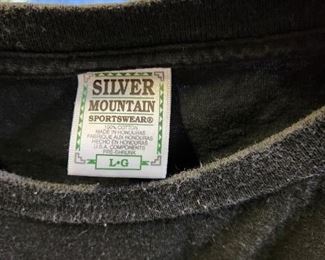 SILVER
MOUNTAIN
SPORTSWEAR®
100% COTTON
MADE IN HONDURAS
FABRIQUE AUX HONDURAS
HECHO EN HONDURAS
U.S.A. COMPONENTS
PRE-SHRUNK
L•G